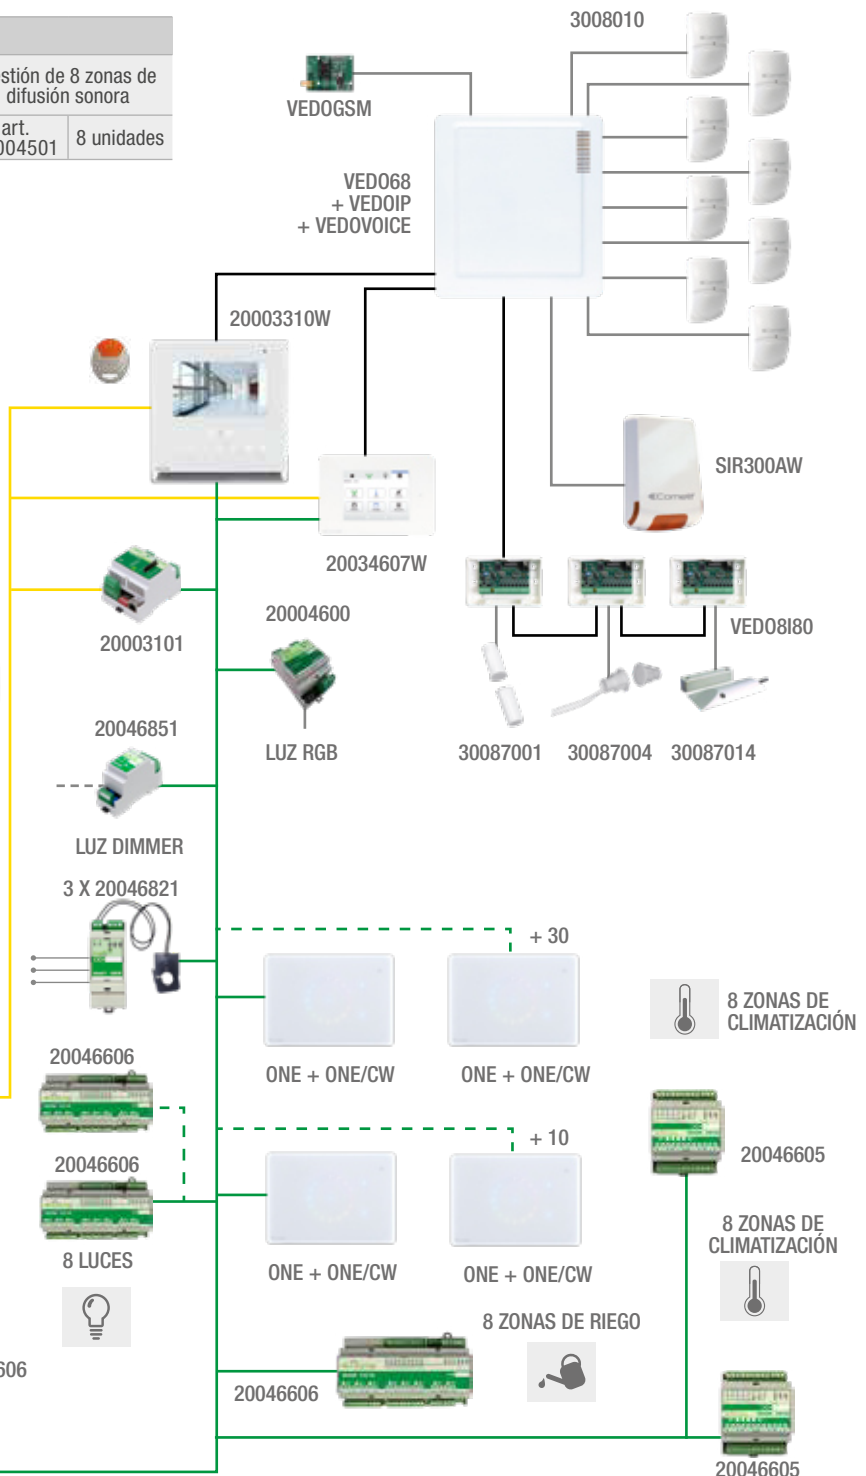 stión de 8 zonas de
difusión sonora
art.
004501
8 unidades
3008010
VEDOGSM
VEDO68
+ VEDOIP
+ VEDOVOICE
20003310W
SIR300AW
20034607W
20003101
20004600
VEDO8I80
20046851
LUZ RGB
30087001
30087004
30087014
LUZ DIMMER
3 X 20046821
+ 30
8 ZONAS DE
CLIMATIZACIÓN
20046606
ONE + ONE/CW
ONE + ONE/CW
20046606
+ 10
20046605
8 LUCES
8 ZONAS DE
CLIMATIZACIÓN
ONE + ONE/CW
ONE + ONE/CW
8 ZONAS DE RIEGO
606
20046606
20046605